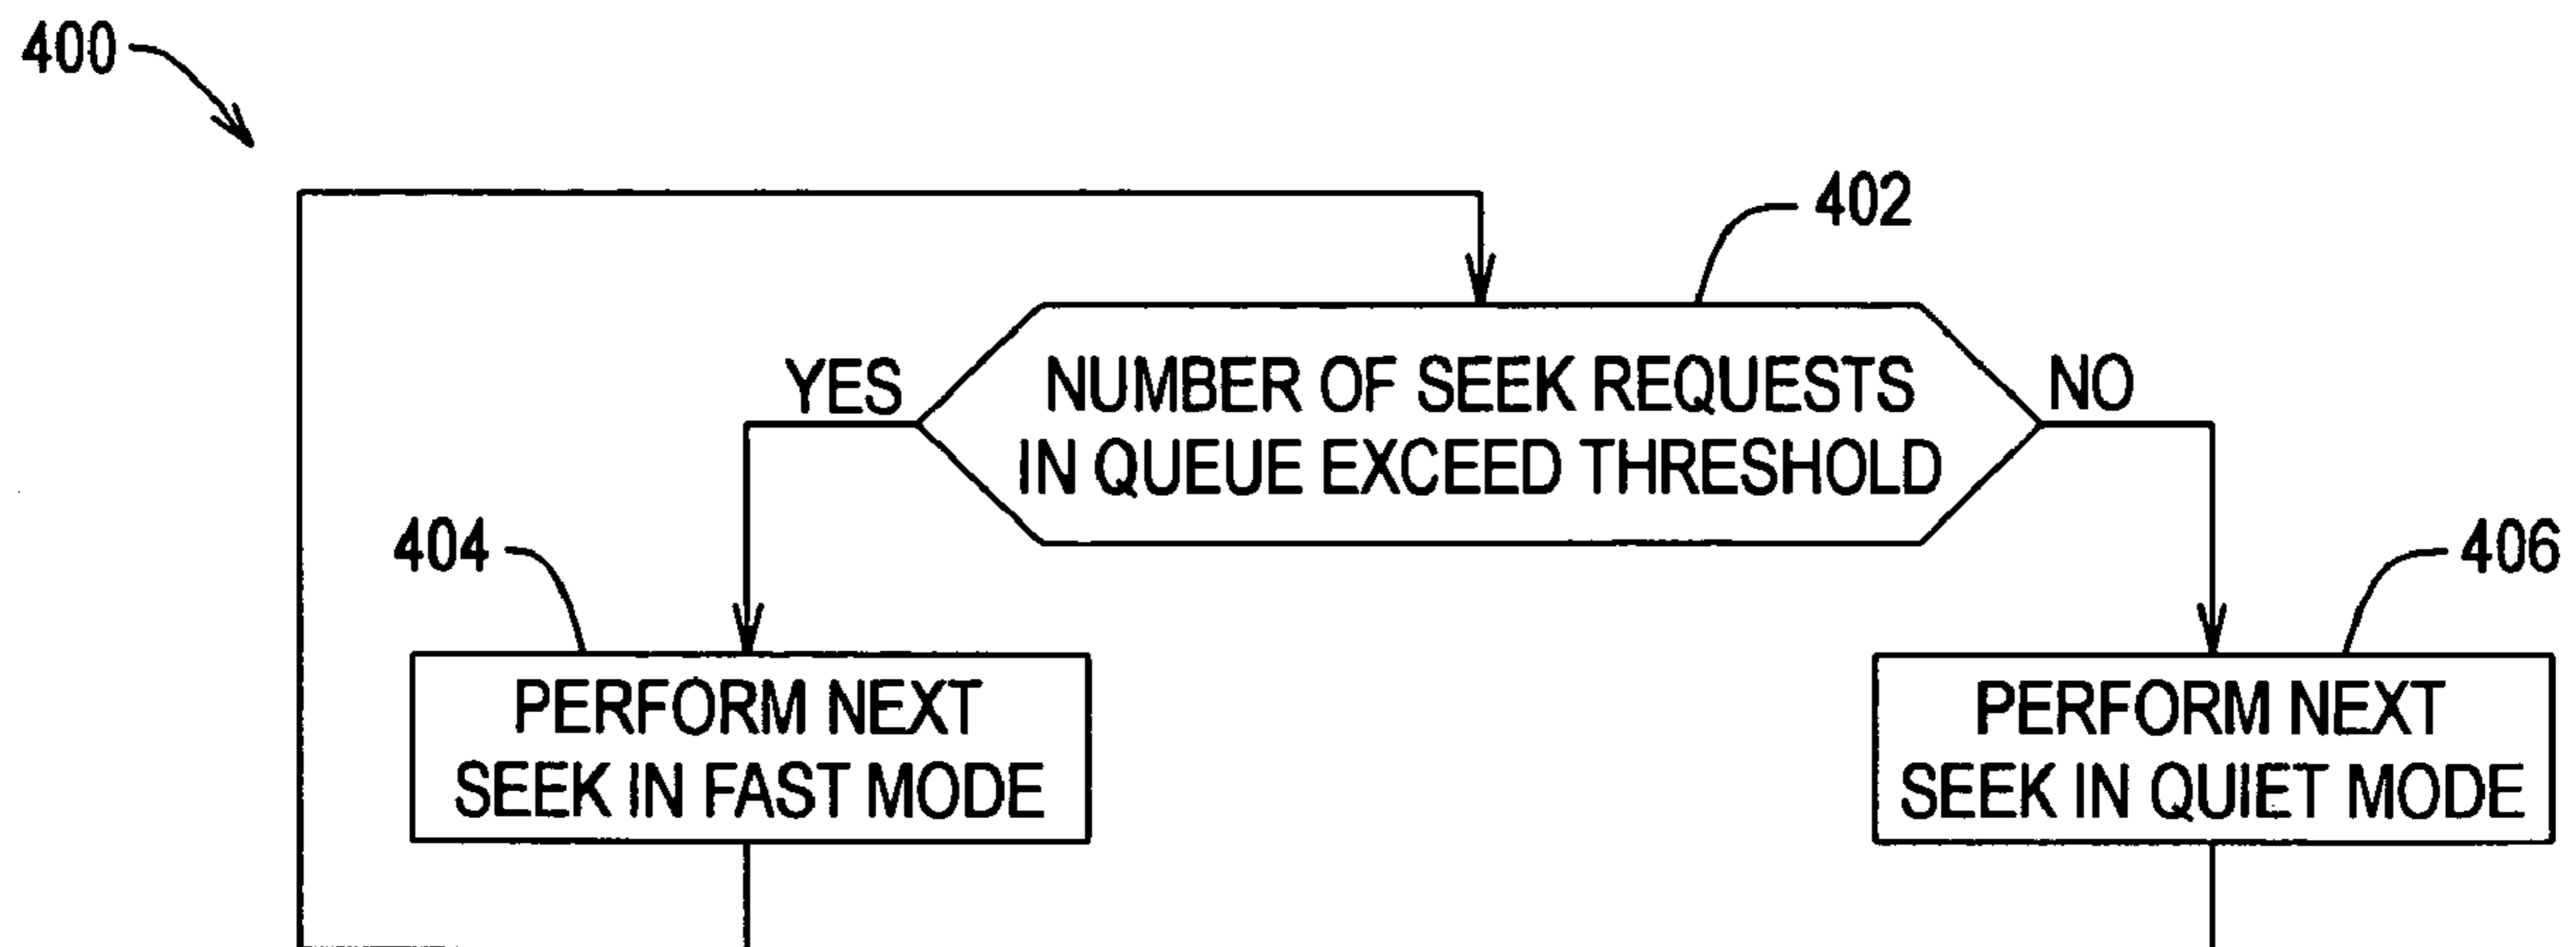 400
402
YES
NUMBER OF SEEK REQUESTS
IN QUEUE EXCEED THRESHOLD
NO
404
406
PERFORM NEXT
SEEK IN FAST MODE
PERFORM NEXT
SEEK IN QUIET MODE